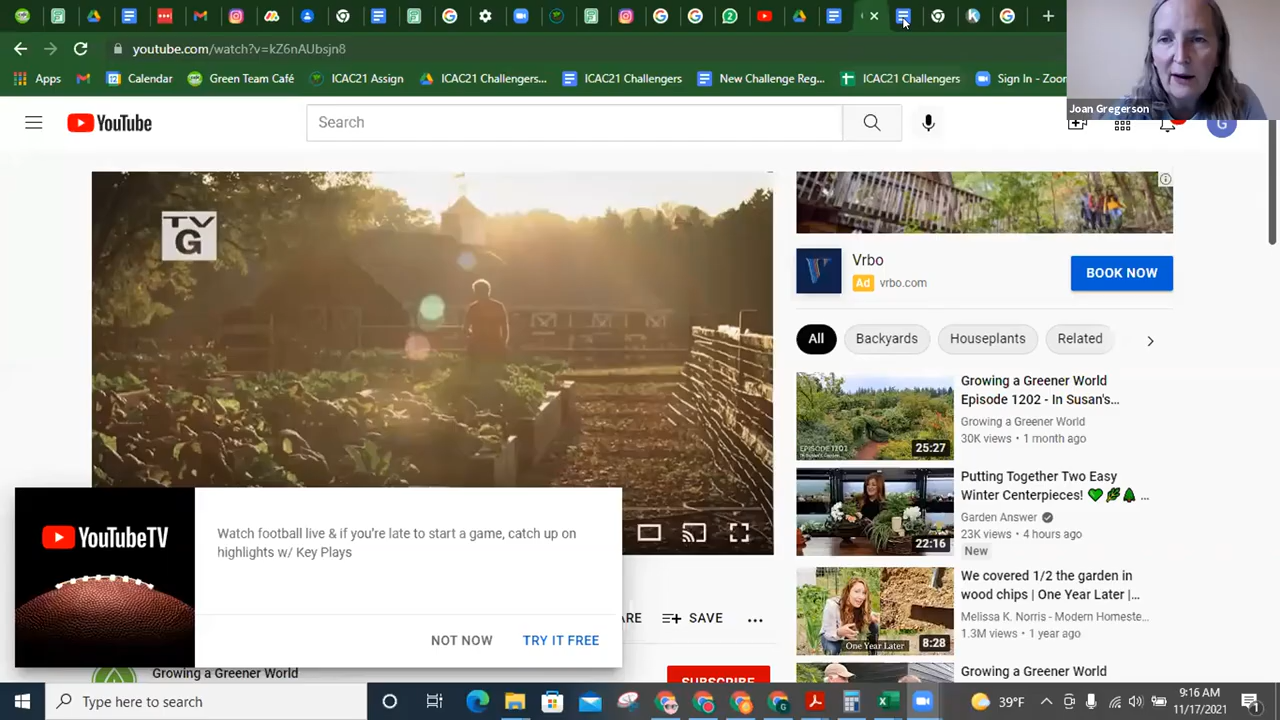 youtube.com/watch?v=kZ6nAUbsjn8
Apps
Calendar
Green Team Café
ICAC21 Assign
ICAC21 Challengers...
ICAC21 Challengers
New Challenge Reg...
ICAC21 Challengers
Sign In - Zoom
Joan Gregerson
YouTube
Search
G
TV
G
Vrbo
Ad vrbo.com
BOOK NOW
All
Backyards
Houseplants
Related
Growing a Greener World
Episode 1202 - In Susan's...
Growing a Greener World
30K views • 1 month ago
EPISODE 1202
25:27
Putting Together Two Easy
Winter Centerpieces! 💚🌿🌲 ...
Garden Answer
23K views • 4 hours ago
New
22:16
We covered 1/2 the garden in
wood chips | One Year Later |...
Melissa K. Norris - Modern Homeste...
1.3M views • 1 year ago
One Year Later
8:28
Growing a Greener World
YouTubeTV
Watch football live & if you're late to start a game, catch up on
highlights w/ Key Plays
NOT NOW
TRY IT FREE
ARE
SAVE
Growing a Greener World
SUBSCRIBE
Type here to search
39°F
9:16 AM
11/17/2021
1